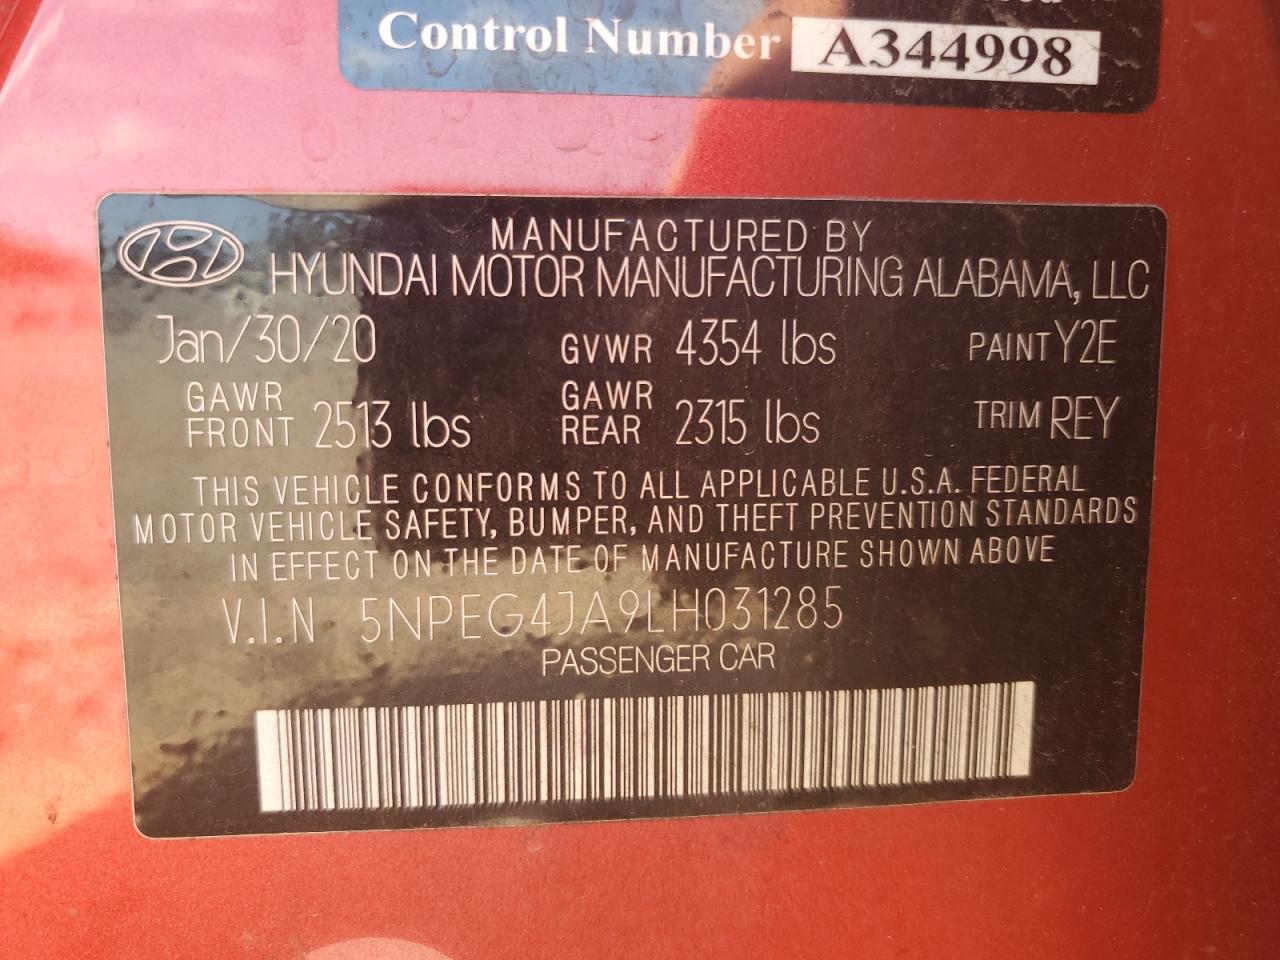 Control Number A344998
MANUFACTURED BY
HYUNDAI MOTOR MANUFACTURING ALABAMA, LLC
Jan/30/20 GVWR 4354 lbs PAINT Y2E
GAWR FRONT 2513 lbs GAWR REAR 2315 lbs TRIM REY
THIS VEHICLE CONFORMS TO ALL APPLICABLE U.S.A. FEDERAL
MOTOR VEHICLE SAFETY, BUMPER, AND THEFT PREVENTION STANDARDS
IN EFFECT ON THE DATE OF MANUFACTURE SHOWN ABOVE
V.I.N 5NPEG4JA9LH031285
PASSENGER CAR